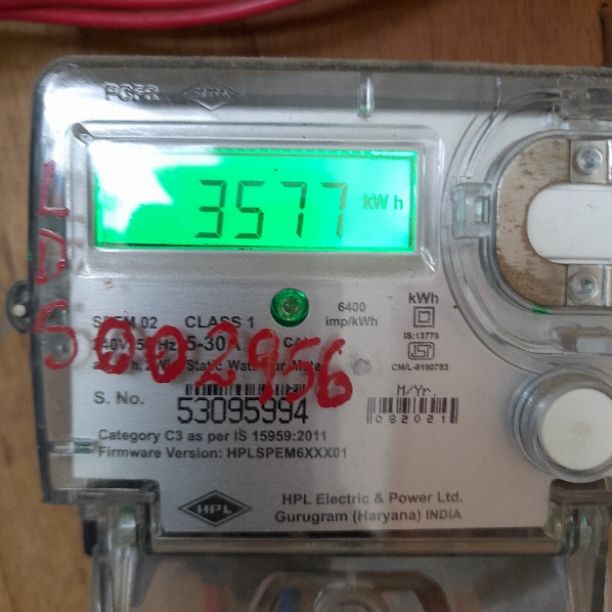 3577 kWh
6400
imp/kWh
kWh
IS:13779
CM/L-8190783
CLASS 1
5-30
002956
S. No.
53095994
M/Yr.
082021
Category C3 as per IS 15959:2011
Firmware Version: HPLSPEM6XXX01
HPL
HPL Electric & Power Ltd.
Gurugram (Haryana) INDIA